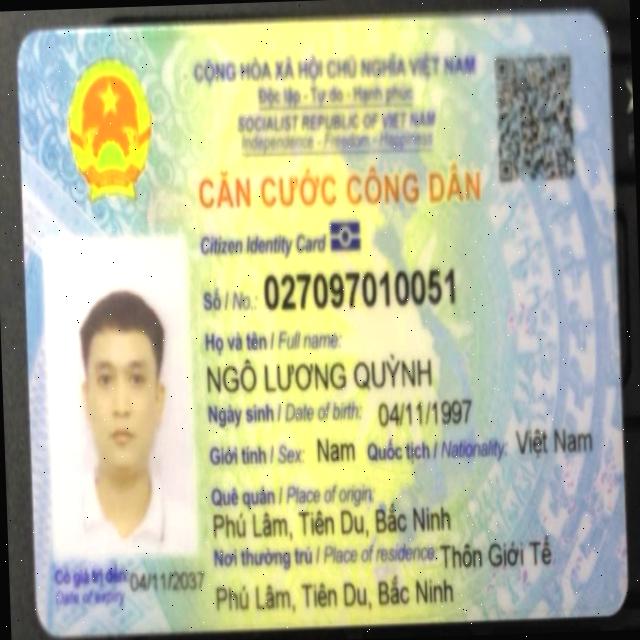 CỘNG HÒA XÃ HỘI CHỦ NGHĨA VIỆT NAM
Độc lập - Tự do - Hạnh phúc
SOCIALIST REPUBLIC OF VIET NAM
Independence - Freedom - Happiness
CĂN CƯỚC CÔNG DÂN
Citizen Identity Card
Số / No.: 027097010051
Họ và tên / Full name:
NGÔ LƯƠNG QUỲNH
Ngày sinh / Date of birth: 04/11/1997
Giới tính / Sex: Nam Quốc tịch / Nationality: Việt Nam
Quê quán / Place of origin:
Phú Lâm, Tiên Du, Bắc Ninh
Nơi thường trú / Place of residence: Thôn Giới Tế
Phú Lâm, Tiên Du, Bắc Ninh
Có giá trị đến: 04/11/2037
Date of expiry